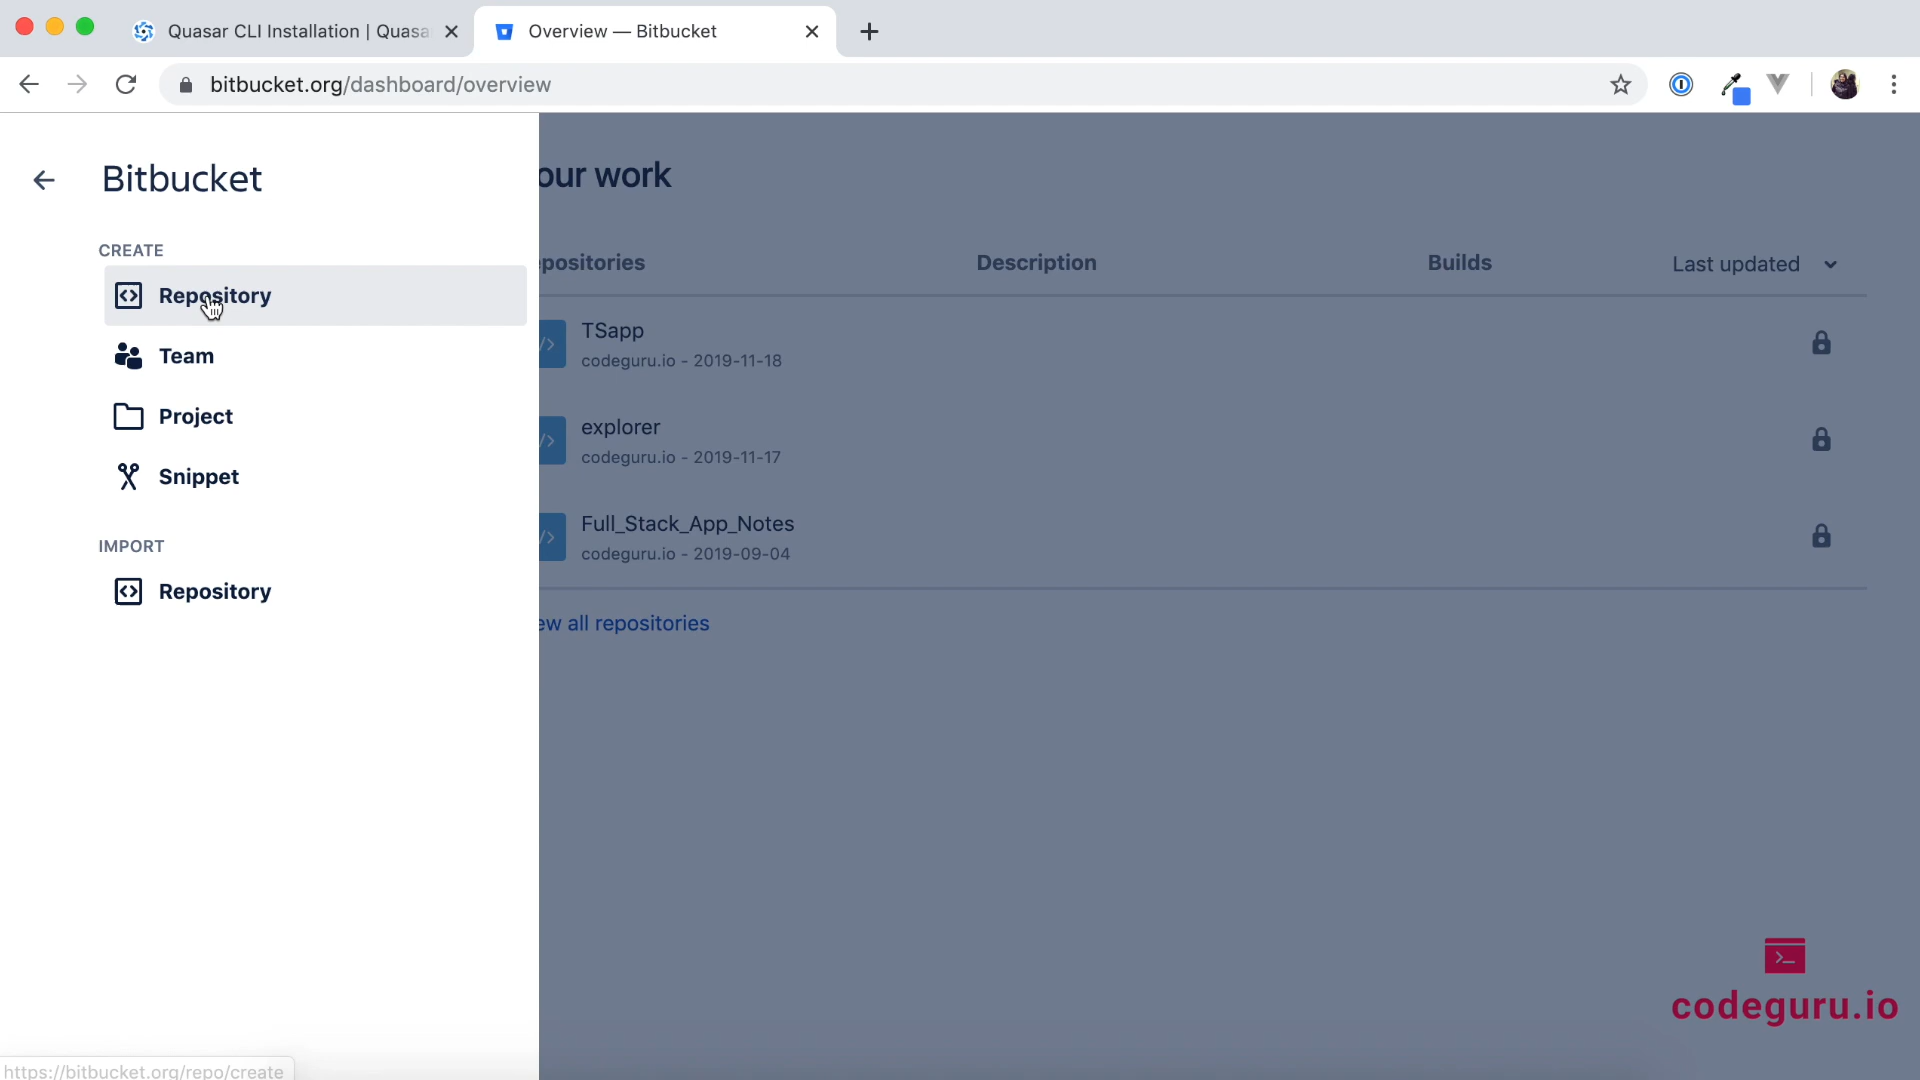 Quasar CLI Installation | Quasa
Overview — Bitbucket
bitbucket.org/dashboard/overview
Bitbucket
CREATE
Repository
Team
Project
Snippet
IMPORT
Repository
our work
epositories
Description
Builds
Last updated
TSapp
codeguru.io - 2019-11-18
explorer
codeguru.io - 2019-11-17
Full_Stack_App_Notes
codeguru.io - 2019-09-04
ew all repositories
codeguru.io
https://bitbucket.org/repo/create